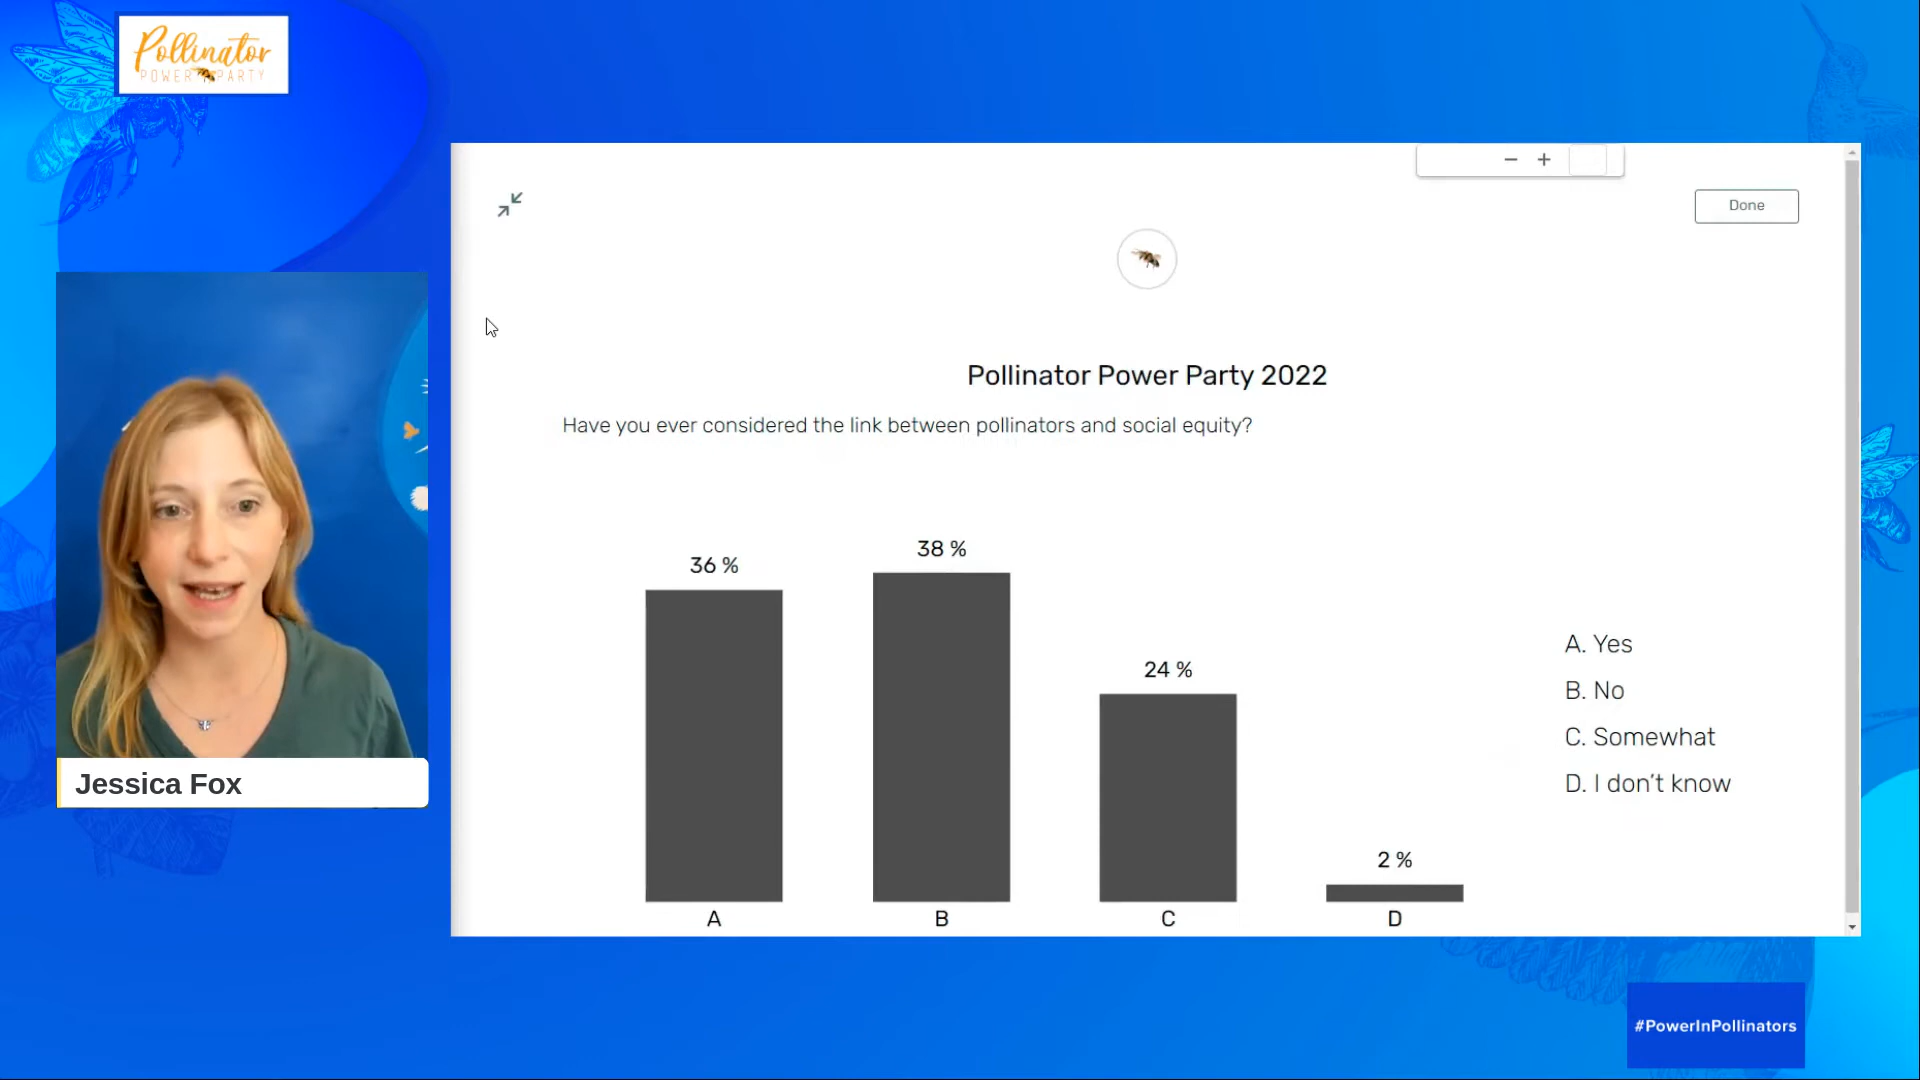 Pollinator
POWER PARTY
Done
Pollinator Power Party 2022
Have you ever considered the link between pollinators and social equity?
36 %
38 %
24 %
2 %
A. Yes
B. No
C. Somewhat
D. I don’t know
A
B
C
D
Jessica Fox
#PowerInPollinators